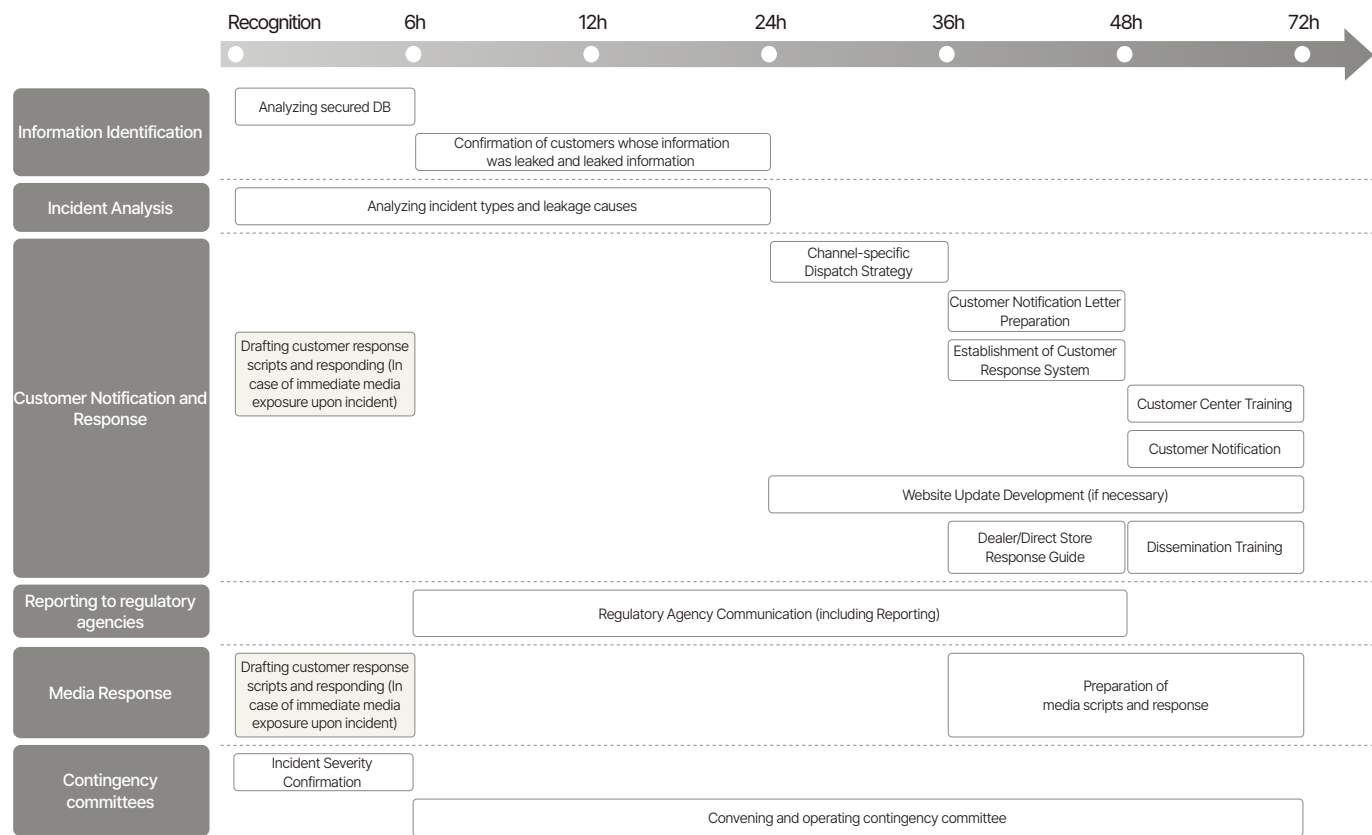 Recognition 6h 12h 24h 36h 48h 72h
Information Identification
Analyzing secured DB
Confirmation of customers whose information
was leaked and leaked information
Incident Analysis
Analyzing incident types and leakage causes
Customer Notification and
Response
Drafting customer response
scripts and responding (In
case of immediate media
exposure upon incident)
Channel-specific
Dispatch Strategy
Customer Notification Letter
Preparation
Establishment of Customer
Response System
Customer Center Training
Customer Notification
Website Update Development (if necessary)
Dealer/Direct Store
Response Guide
Dissemination Training
Reporting to regulatory
agencies
Regulatory Agency Communication (including Reporting)
Media Response
Drafting customer response
scripts and responding (In
case of immediate media
exposure upon incident)
Preparation of
media scripts and response
Contingency
committees
Incident Severity
Confirmation
Convening and operating contingency committee